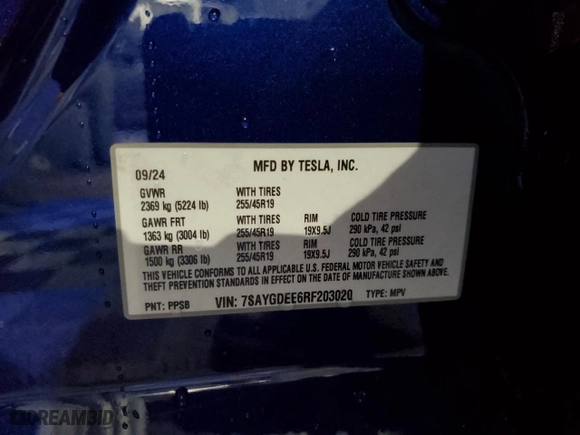 MFD BY TESLA, INC.
09/24
GVWR WITH TIRES
2369 kg (5224 lb) 255/45R19
GAWR FRT WITH TIRES RIM COLD TIRE PRESSURE
1363 kg (3004 lb) 255/45R19 19X9.5J 290 kPa, 42 psi
GAWR RR WITH TIRES RIM COLD TIRE PRESSURE
1500 kg (3306 lb) 255/45R19 19X9.5J 290 kPa, 42 psi
THIS VEHICLE CONFORMS TO ALL APPLICABLE U.S. FEDERAL MOTOR VEHICLE SAFETY AND
THEFT PREVENTION STANDARDS IN EFFECT ON THE DATE OF MANUFACTURE SHOWN ABOVE.
PNT: PPSB VIN: 7SAYGDEE6RF203020 TYPE: MPV
DREAMBID